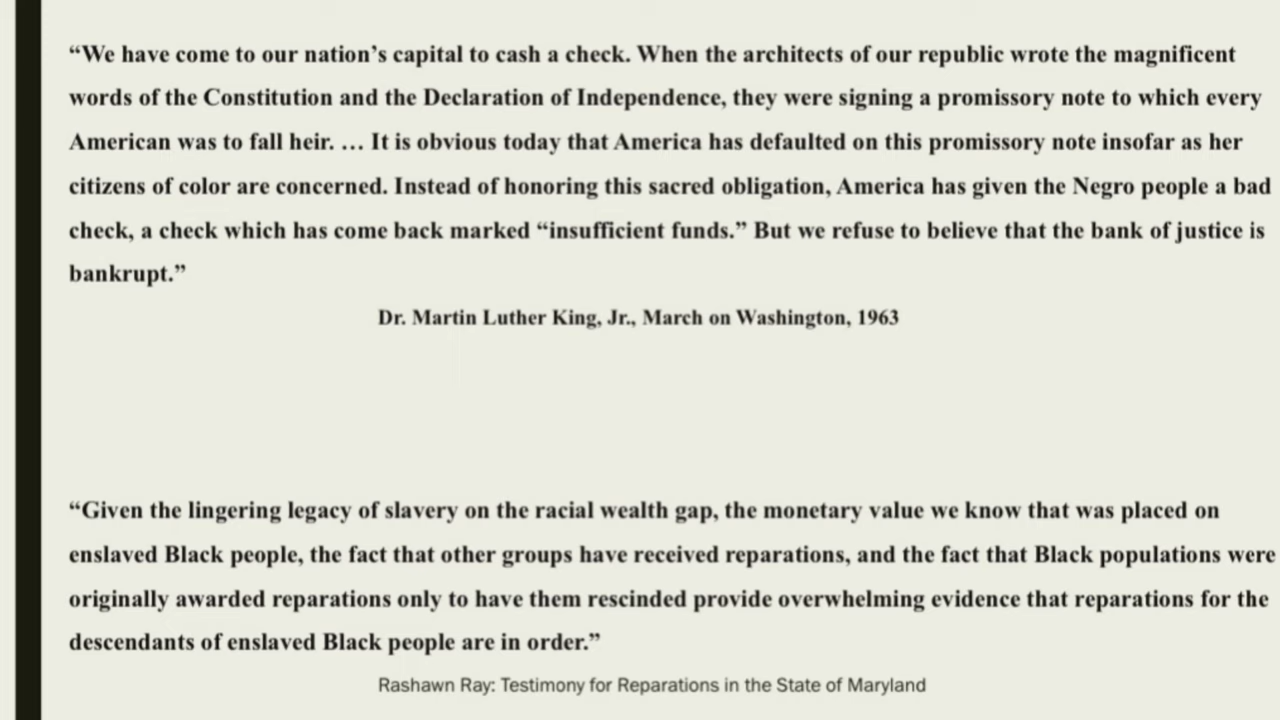 “We have come to our nation’s capital to cash a check. When the architects of our republic wrote the magnificent
words of the Constitution and the Declaration of Independence, they were signing a promissory note to which every
American was to fall heir. … It is obvious today that America has defaulted on this promissory note insofar as her
citizens of color are concerned. Instead of honoring this sacred obligation, America has given the Negro people a bad
check, a check which has come back marked “insufficient funds.” But we refuse to believe that the bank of justice is
bankrupt.”
Dr. Martin Luther King, Jr., March on Washington, 1963
“Given the lingering legacy of slavery on the racial wealth gap, the monetary value we know that was placed on
enslaved Black people, the fact that other groups have received reparations, and the fact that Black populations were
originally awarded reparations only to have them rescinded provide overwhelming evidence that reparations for the
descendants of enslaved Black people are in order.”
Rashawn Ray: Testimony for Reparations in the State of Maryland